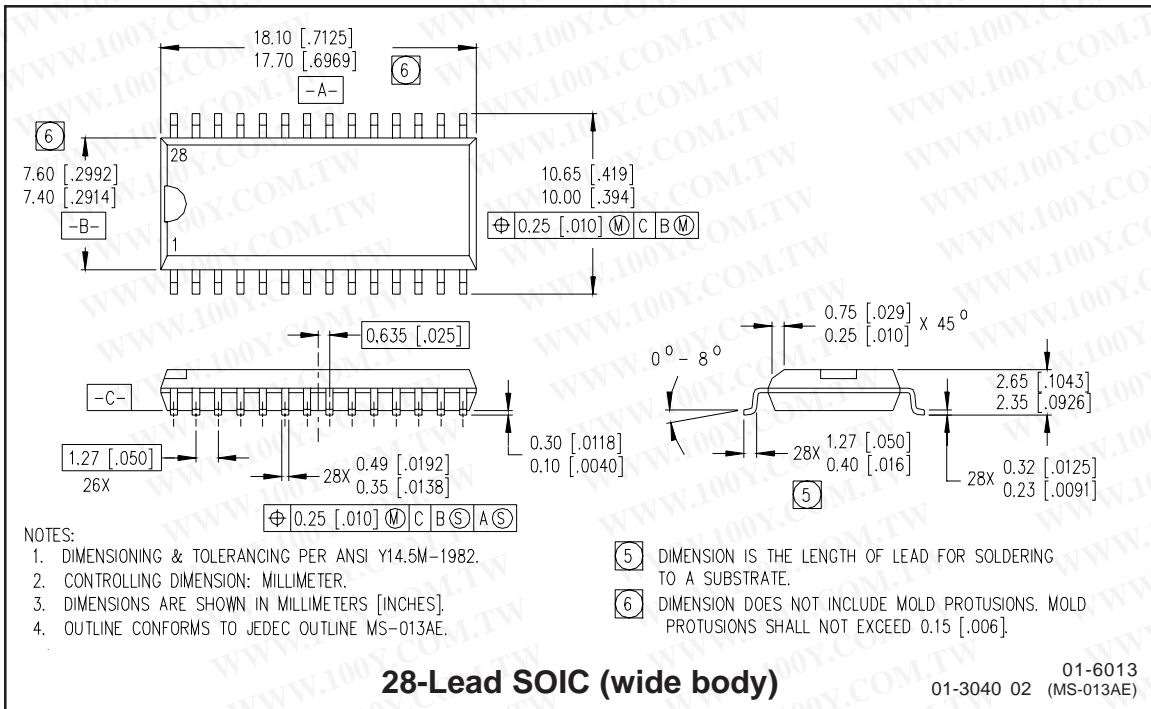 18.10 [.7125]
17.70 [.6969]
-A-
6
6
7.60 [.2992]
7.40 [.2914]
-B-
28
1
10.65 [.419]
10.00 [.394]
⌖ 0.25 [.010] Ⓜ C B Ⓜ
0.635 [.025]
-C-
1.27 [.050]
26X
28X 0.49 [.0192]
0.35 [.0138]
⌖ 0.25 [.010] Ⓜ C B Ⓢ A Ⓢ
0.30 [.0118]
0.10 [.0040]
0.75 [.029]
0.25 [.010] X 45°
0° - 8°
2.65 [.1043]
2.35 [.0926]
28X 1.27 [.050]
0.40 [.016]
5
28X 0.32 [.0125]
0.23 [.0091]
NOTES:
1. DIMENSIONING & TOLERANCING PER ANSI Y14.5M-1982.
2. CONTROLLING DIMENSION: MILLIMETER.
3. DIMENSIONS ARE SHOWN IN MILLIMETERS [INCHES].
4. OUTLINE CONFORMS TO JEDEC OUTLINE MS-013AE.
5 DIMENSION IS THE LENGTH OF LEAD FOR SOLDERING
TO A SUBSTRATE.
6 DIMENSION DOES NOT INCLUDE MOLD PROTUSIONS. MOLD
PROTUSIONS SHALL NOT EXCEED 0.15 [.006].
28-Lead SOIC (wide body)
01-6013
01-3040 02 (MS-013AE)
WWW.100Y.COM.TW